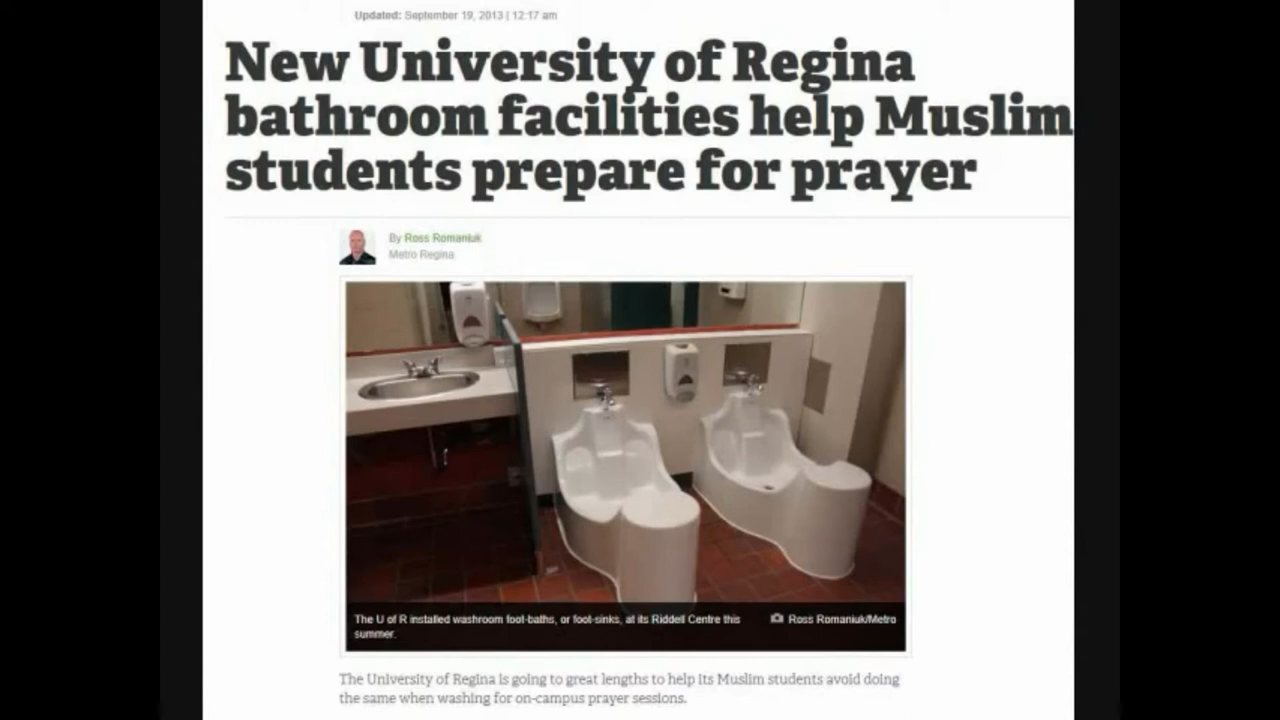 Updated: September 19, 2013 | 12:17 am
New University of Regina
bathroom facilities help Muslim
students prepare for prayer
By Ross Romaniuk
Metro Regina
The U of R installed washroom foot-baths, or foot-sinks, at its Riddell Centre this
summer.
Ross Romaniuk/Metro
The University of Regina is going to great lengths to help its Muslim students avoid doing
the same when washing for on-campus prayer sessions.